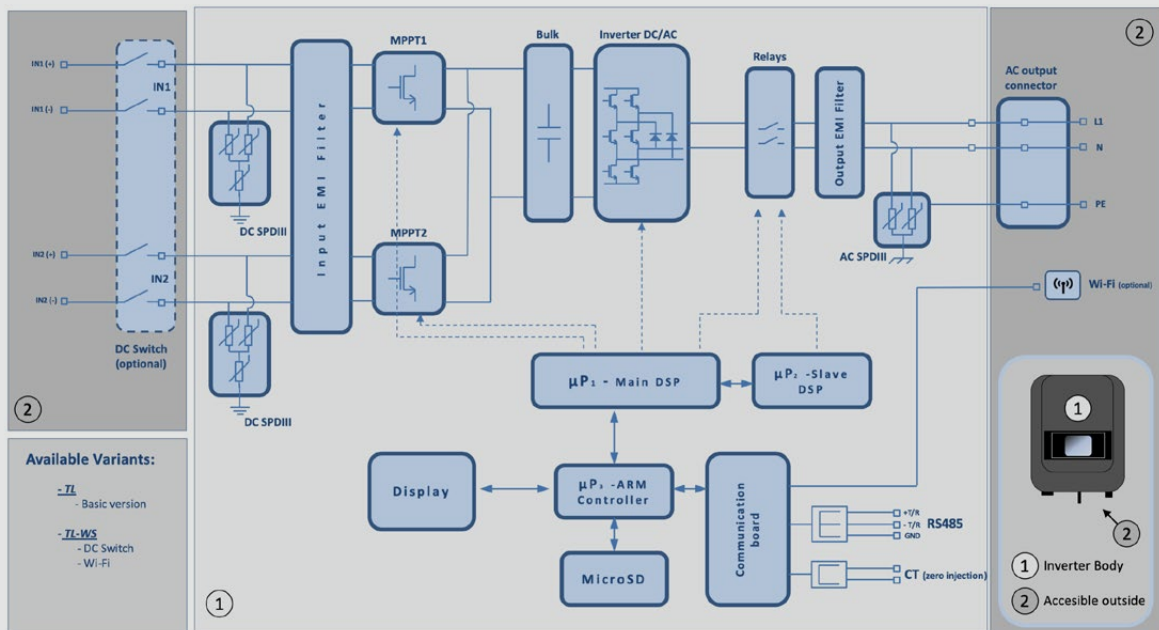 2
IN1 (+)
IN1 (-)
IN1
IN2 (+)
IN2 (-)
IN2
DC Switch
(optional)
2
DC SPDIII
DC SPDIII
Input EMI Filter
MPPT1
MPPT2
Bulk
Inverter DC/AC
Relays
Output EMI Filter
AC SPDIII
AC output
connector
L1
N
PE
Wi-Fi (optional)
µP₁ - Main DSP
µP₂ -Slave
DSP
Display
µP₃ -ARM
Controller
MicroSD
Communication
board
+T/R
- T/R
GND
RS485
CT (zero injection)
1
Available Variants:
- TL
- Basic version
- TL-WS
- DC Switch
- Wi-Fi
1
2
1 Inverter Body
2 Accesible outside